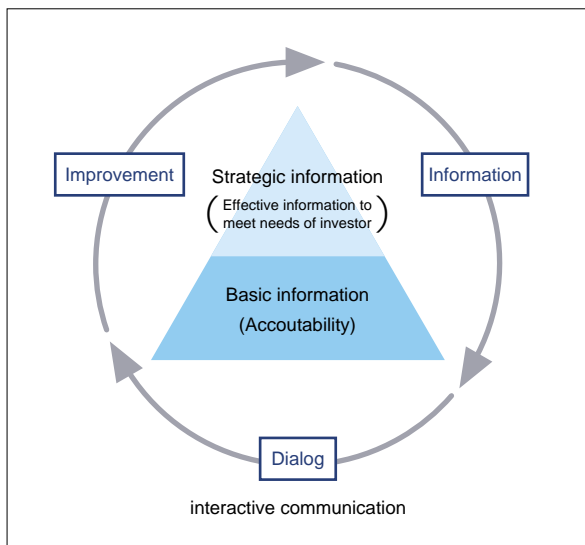 Improvement
Information
Strategic information
(Effective information to
meet needs of investor)
Basic information
(Accoutability)
Dialog
interactive communication